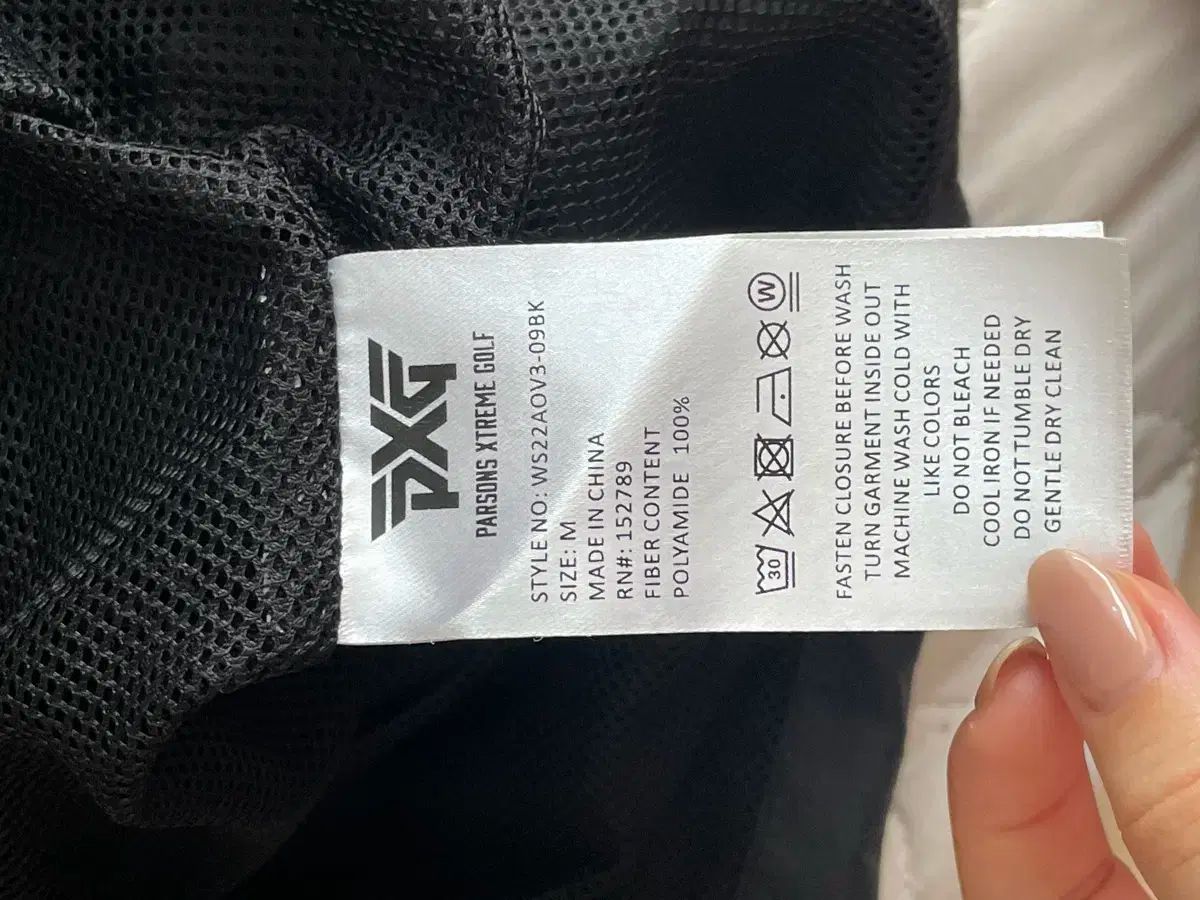 PXG
PARSONS XTREME GOLF
STYLE NO: WS22AOV3-09BK
SIZE: M
MADE IN CHINA
RN#: 152789
FIBER CONTENT
POLYAMIDE 100%
30 W
FASTEN CLOSURE BEFORE WASH
TURN GARMENT INSIDE OUT
MACHINE WASH COLD WITH
LIKE COLORS
DO NOT BLEACH
COOL IRON IF NEEDED
DO NOT TUMBLE DRY
GENTLE DRY CLEAN